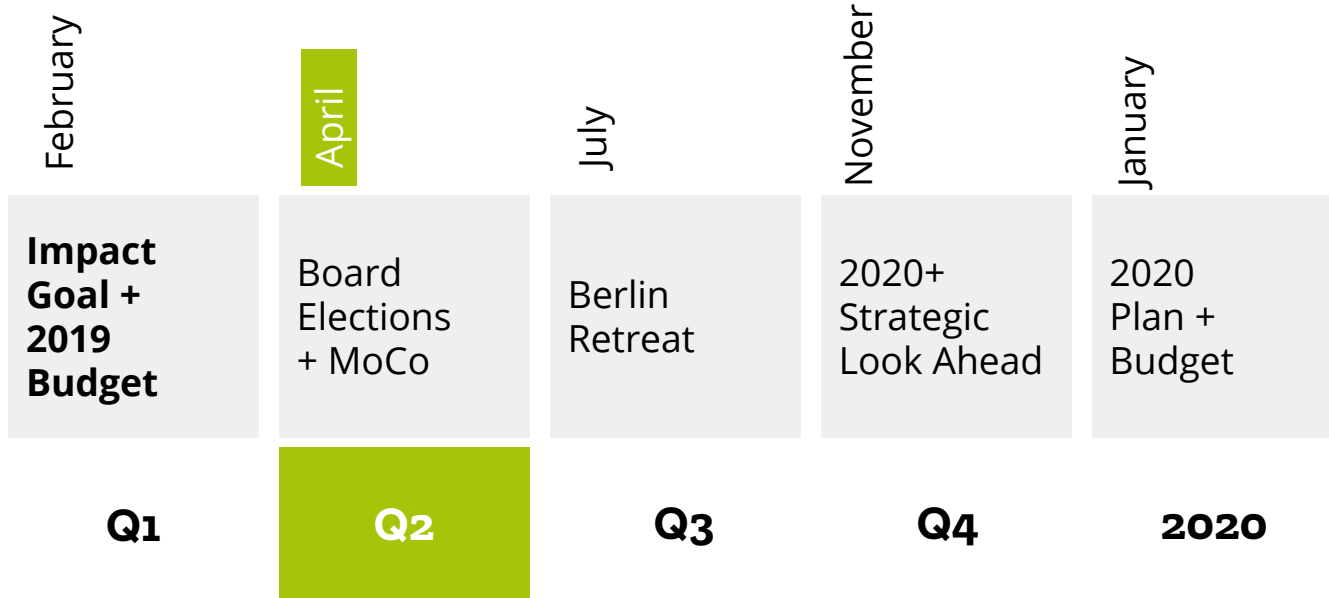 February
April
July
November
January
Impact
Goal +
2019
Budget
Board
Elections
+ MoCo
Berlin
Retreat
2020+
Strategic
Look Ahead
2020
Plan +
Budget
Q1
Q2
Q3
Q4
2020